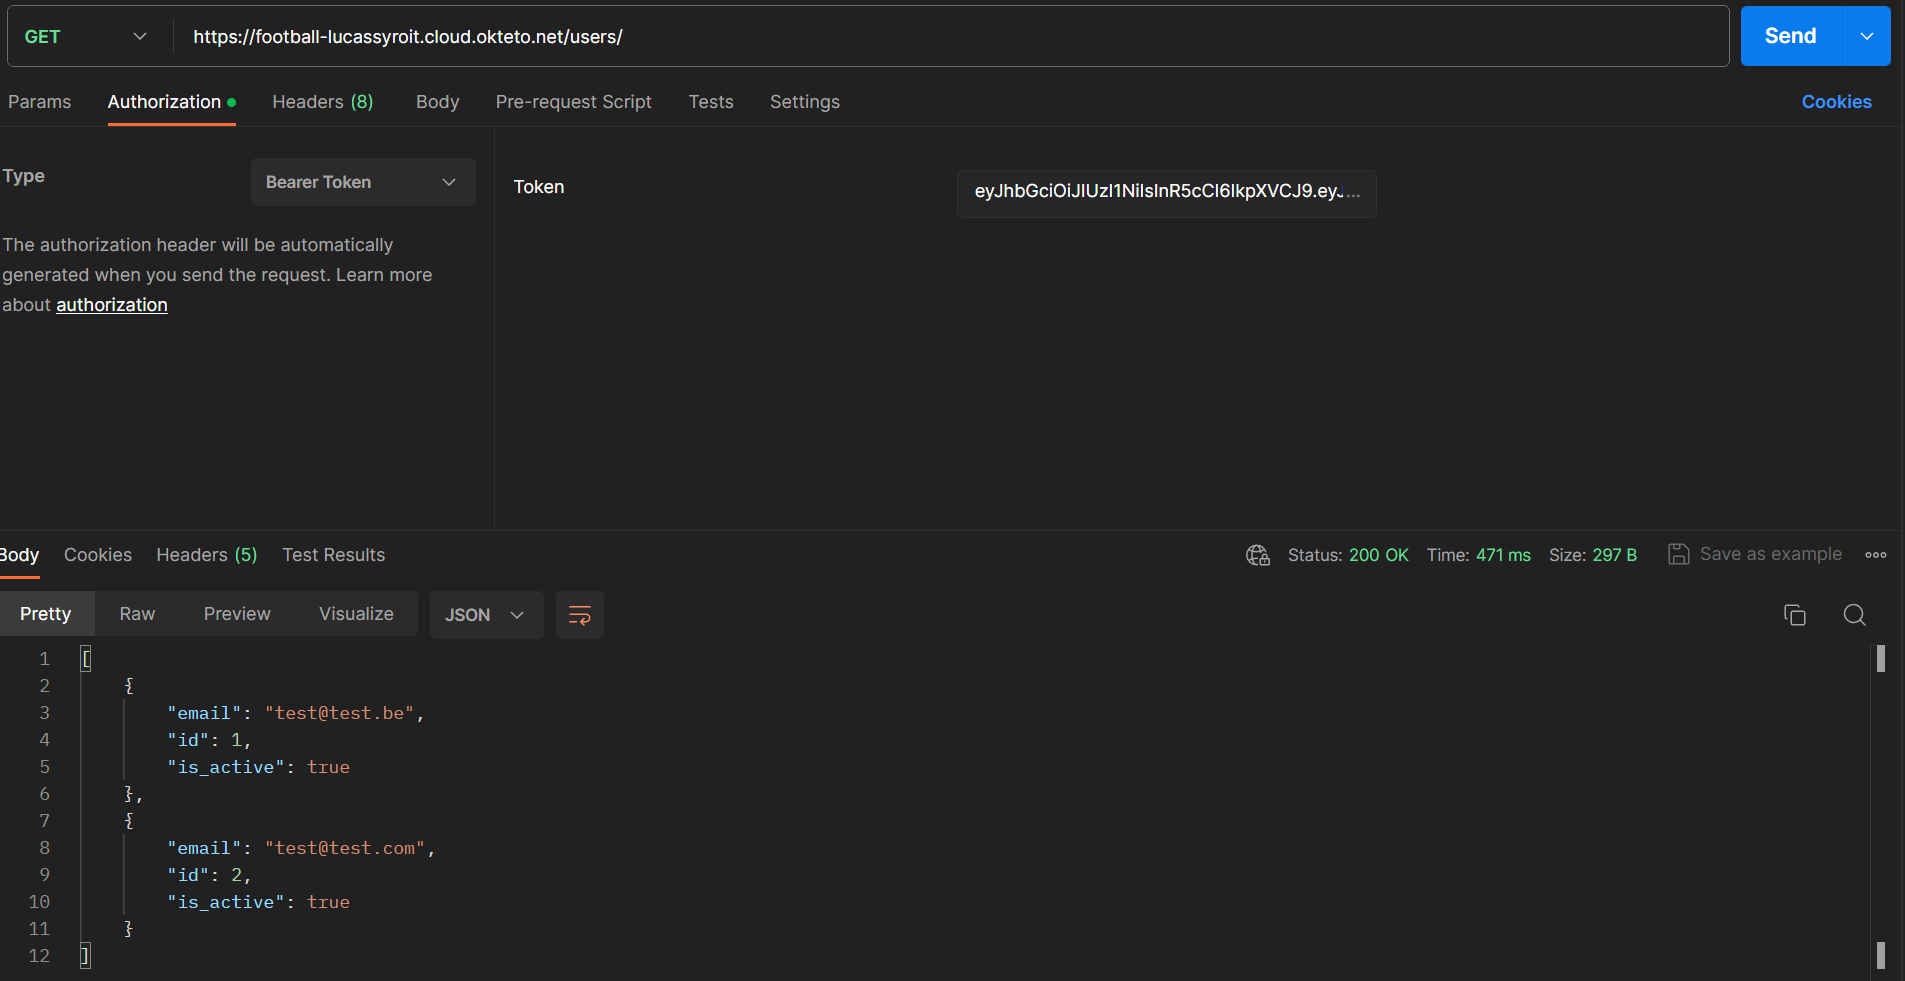 GET https://football-lucassyroit.cloud.okteto.net/users/ Send
Params Authorization Headers (8) Body Pre-request Script Tests Settings Cookies
Type Bearer Token Token eyJhbGciOiJIUzI1NiIsInR5cCI6IkpXVCJ9.eyJ...
The authorization header will be automatically
generated when you send the request. Learn more
about authorization
Body Cookies Headers (5) Test Results Status: 200 OK Time: 471 ms Size: 297 B Save as example
Pretty Raw Preview Visualize JSON
1 [
2 {
3 "email": "test@test.be",
4 "id": 1,
5 "is_active": true
6 },
7 {
8 "email": "test@test.com",
9 "id": 2,
10 "is_active": true
11 }
12 ]